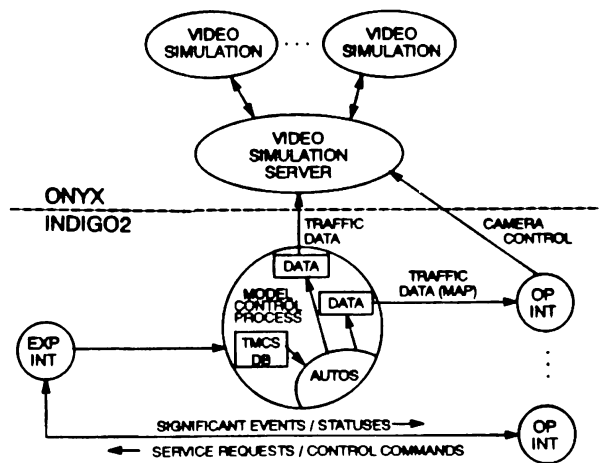 VIDEO
SIMULATION
VIDEO
SIMULATION
VIDEO
SIMULATION
SERVER
ONYX
INDIGO2
TRAFFIC
DATA
CAMERA
CONTROL
DATA
MODEL
CONTROL
PROCESS
DATA
TRAFFIC
DATA (MAP)
OP
INT
EXP
INT
TMCS
DB
AUTOS
SIGNIFICANT EVENTS / STATUSES
SERVICE REQUESTS / CONTROL COMMANDS
OP
INT